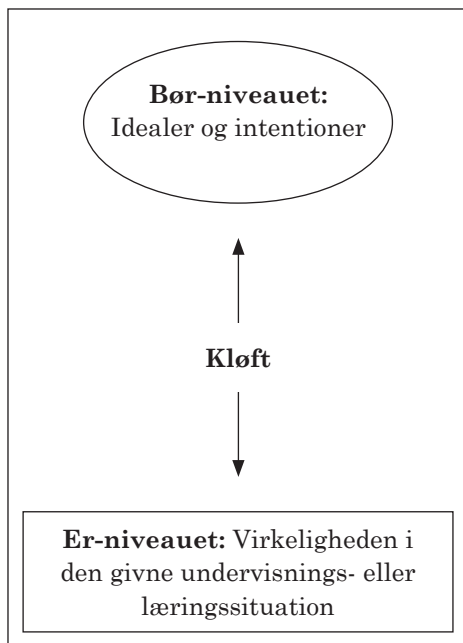 Bør-niveauet:
Idealer og intentioner
Kløft
Er-niveauet: Virkeligheden i
den givne undervisnings- eller
læringssituation